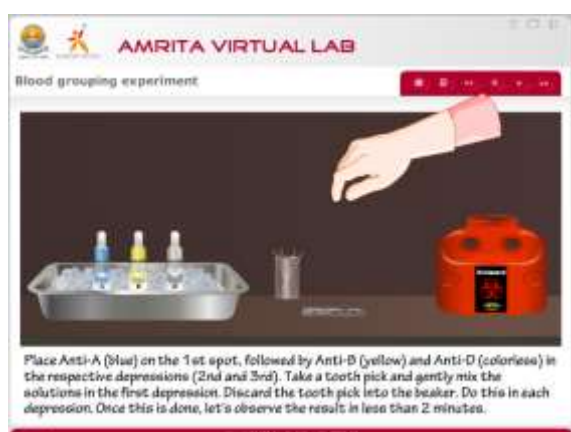 AMRITA VIRTUAL LAB
Blood grouping experiment
Place Anti-A (blue) on the 1st spot, followed by Anti-B (yellow) and Anti-D (colorless) in
the respective depressions (2nd and 3rd). Take a tooth pick and gently mix the
solutions in the first depression. Discard the tooth pick into the beaker. Do this in each
depression. Once this is done, let's observe the result in less than 2 minutes.